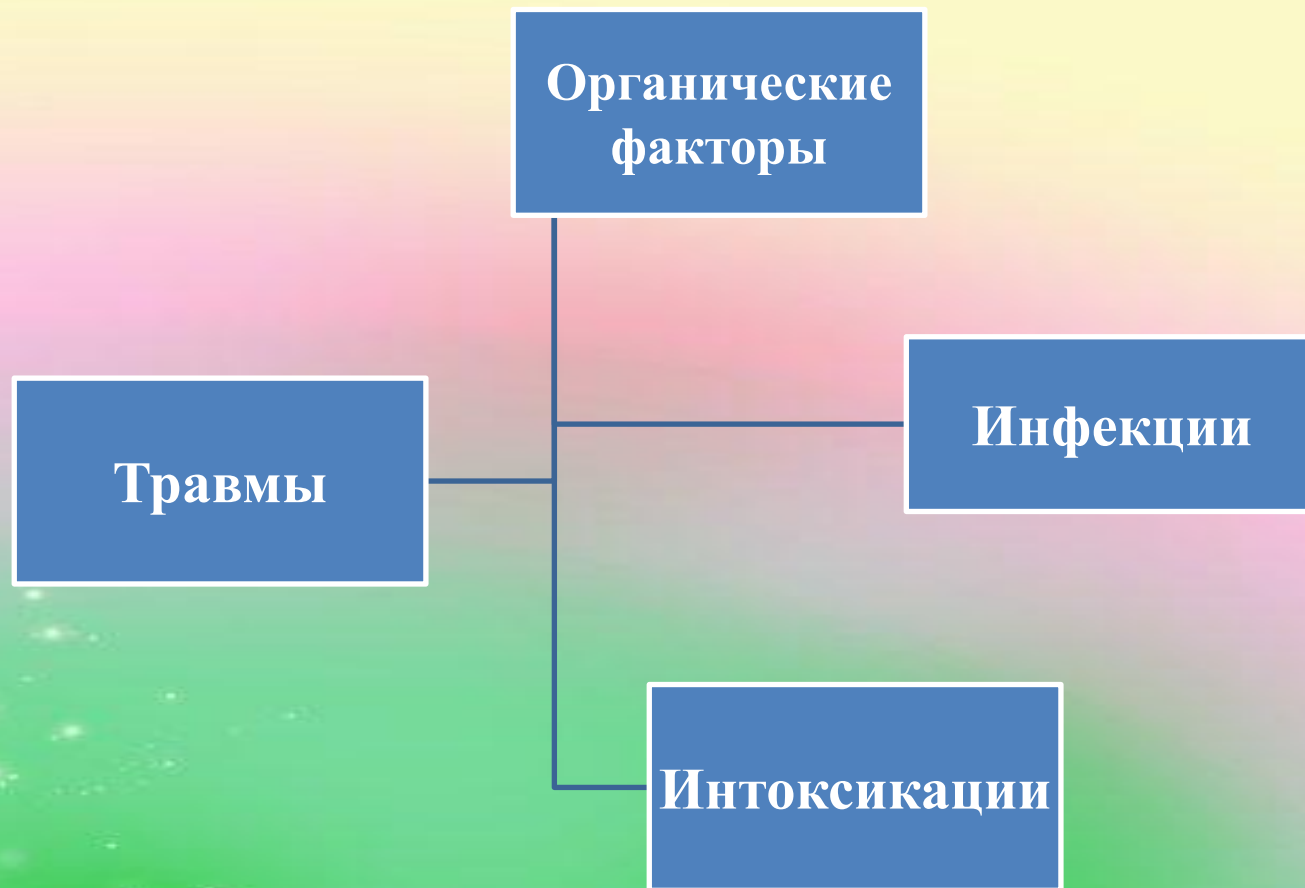 Органические
факторы
Инфекции
Травмы
Интоксикации